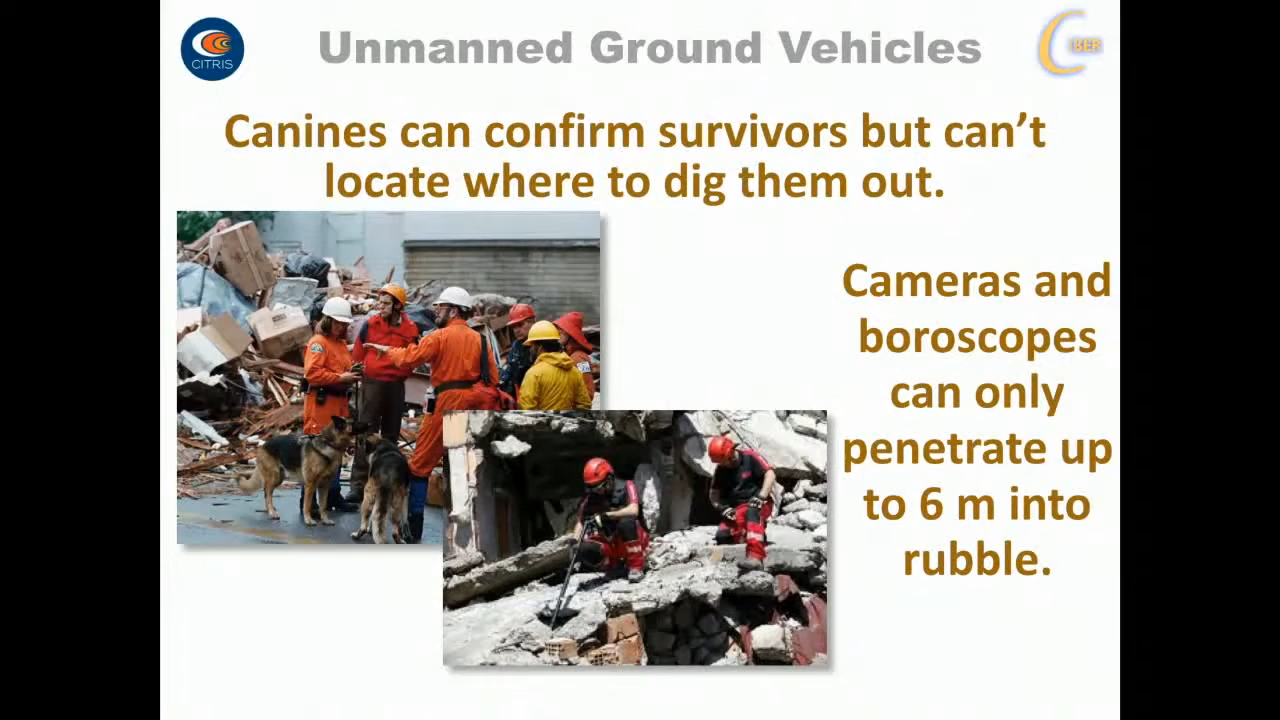 CITRIS
Unmanned Ground Vehicles
BER
Canines can confirm survivors but can’t
locate where to dig them out.
Cameras and
boroscopes
can only
penetrate up
to 6 m into
rubble.